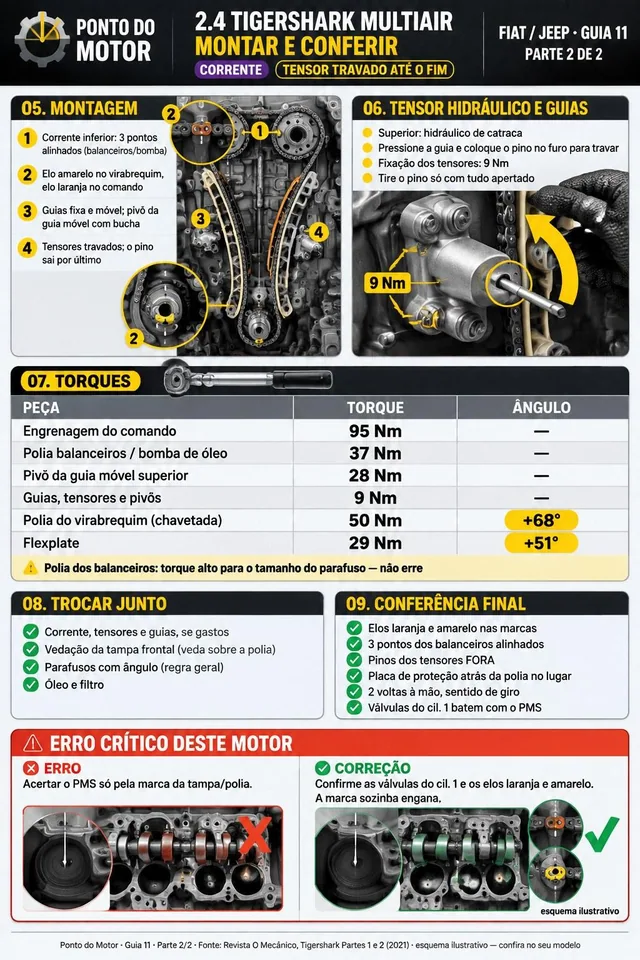 PONTO DO
MOTOR
2.4 TIGERSHARK MULTIAIR
MONTAR E CONFERIR
CORRENTE
TENSOR TRAVADO ATÉ O FIM
FIAT / JEEP · GUIA 11
PARTE 2 DE 2
05. MONTAGEM
1 Corrente inferior: 3 pontos
alinhados (balanceiros/bomba)
2 Elo amarelo no virabrequim,
elo laranja no comando
3 Guias fixa e móvel; pivô da
guia móvel com bucha
4 Tensores travados; o pino
sai por último
2
1
3
4
2
06. TENSOR HIDRÁULICO E GUIAS
Superior: hidráulico de catraca
Pressione a guia e coloque o pino no furo para travar
Fixação dos tensores: 9 Nm
Tire o pino só com tudo apertado
9 Nm
07. TORQUES
PEÇA TORQUE ÂNGULO
Engrenagem do comando 95 Nm —
Polia balanceiros / bomba de óleo 37 Nm —
Pivô da guia móvel superior 28 Nm —
Guias, tensores e pivôs 9 Nm —
Polia do virabrequim (chavetada) 50 Nm +68°
Flexplate 29 Nm +51°
Polia dos balanceiros: torque alto para o tamanho do parafuso — não erre
08. TROCAR JUNTO
Corrente, tensores e guias, se gastos
Vedação da tampa frontal (veda sobre a polia)
Parafusos com ângulo (regra geral)
Óleo e filtro
09. CONFERÊNCIA FINAL
Elos laranja e amarelo nas marcas
3 pontos dos balanceiros alinhados
Pinos dos tensores FORA
Placa de proteção atrás da polia no lugar
2 voltas à mão, sentido de giro
Válvulas do cil. 1 batem com o PMS
ERRO CRÍTICO DESTE MOTOR
ERRO
Acertar o PMS só pela marca da tampa/polia.
CORREÇÃO
Confirme as válvulas do cil. 1 e os elos laranja e amarelo.
A marca sozinha engana.
esquema ilustrativo
Ponto do Motor · Guia 11 · Parte 2/2 · Fonte: Revista O Mecânico, Tigershark Partes 1 e 2 (2021) · esquema ilustrativo — confira no seu modelo